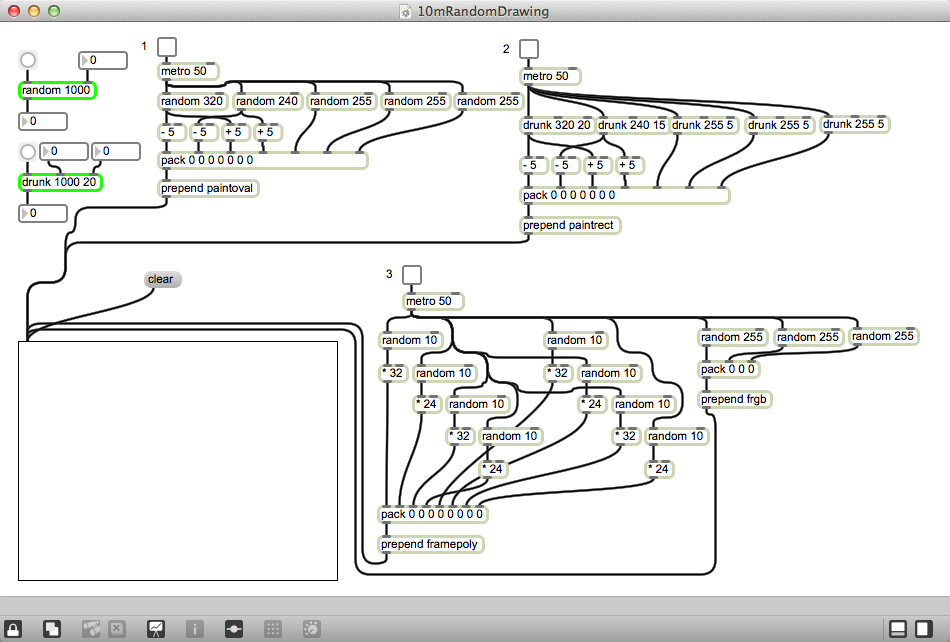 10mRandomDrawing
1
0
2
metro 50
metro 50
random 1000
random 320 random 240 random 255 random 255 random 255
0
drunk 320 20 drunk 240 15 drunk 255 5 drunk 255 5 drunk 255 5
- 5 - 5 + 5 + 5
0 0
pack 0 0 0 0 0 0 0
- 5 - 5 + 5 + 5
drunk 1000 20
prepend paintoval
pack 0 0 0 0 0 0 0
0
prepend paintrect
3
clear
metro 50
random 10 random 10 random 255 random 255 random 255
* 32 random 10 * 32 random 10 pack 0 0 0
* 24 random 10 * 24 random 10 prepend frgb
* 32 random 10 * 32 random 10
* 24 * 24
pack 0 0 0 0 0 0 0 0
prepend framepoly